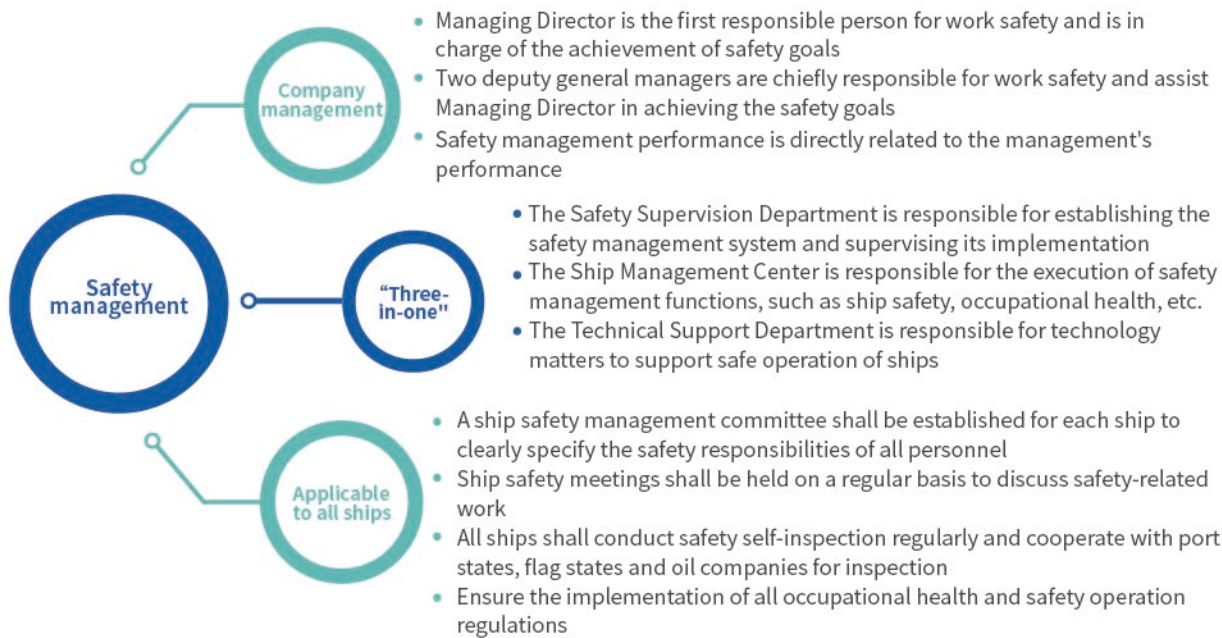 • Managing Director is the first responsible person for work safety and is in
charge of the achievement of safety goals
• Two deputy general managers are chiefly responsible for work safety and assist
Managing Director in achieving the safety goals
• Safety management performance is directly related to the management's
performance
Company
management
Safety
management
“Three-
in-one"
• The Safety Supervision Department is responsible for establishing the
safety management system and supervising its implementation
• The Ship Management Center is responsible for the execution of safety
management functions, such as ship safety, occupational health, etc.
• The Technical Support Department is responsible for technology
matters to support safe operation of ships
Applicable
to all ships
• A ship safety management committee shall be established for each ship to
clearly specify the safety responsibilities of all personnel
• Ship safety meetings shall be held on a regular basis to discuss safety-related
work
• All ships shall conduct safety self-inspection regularly and cooperate with port
states, flag states and oil companies for inspection
• Ensure the implementation of all occupational health and safety operation
regulations